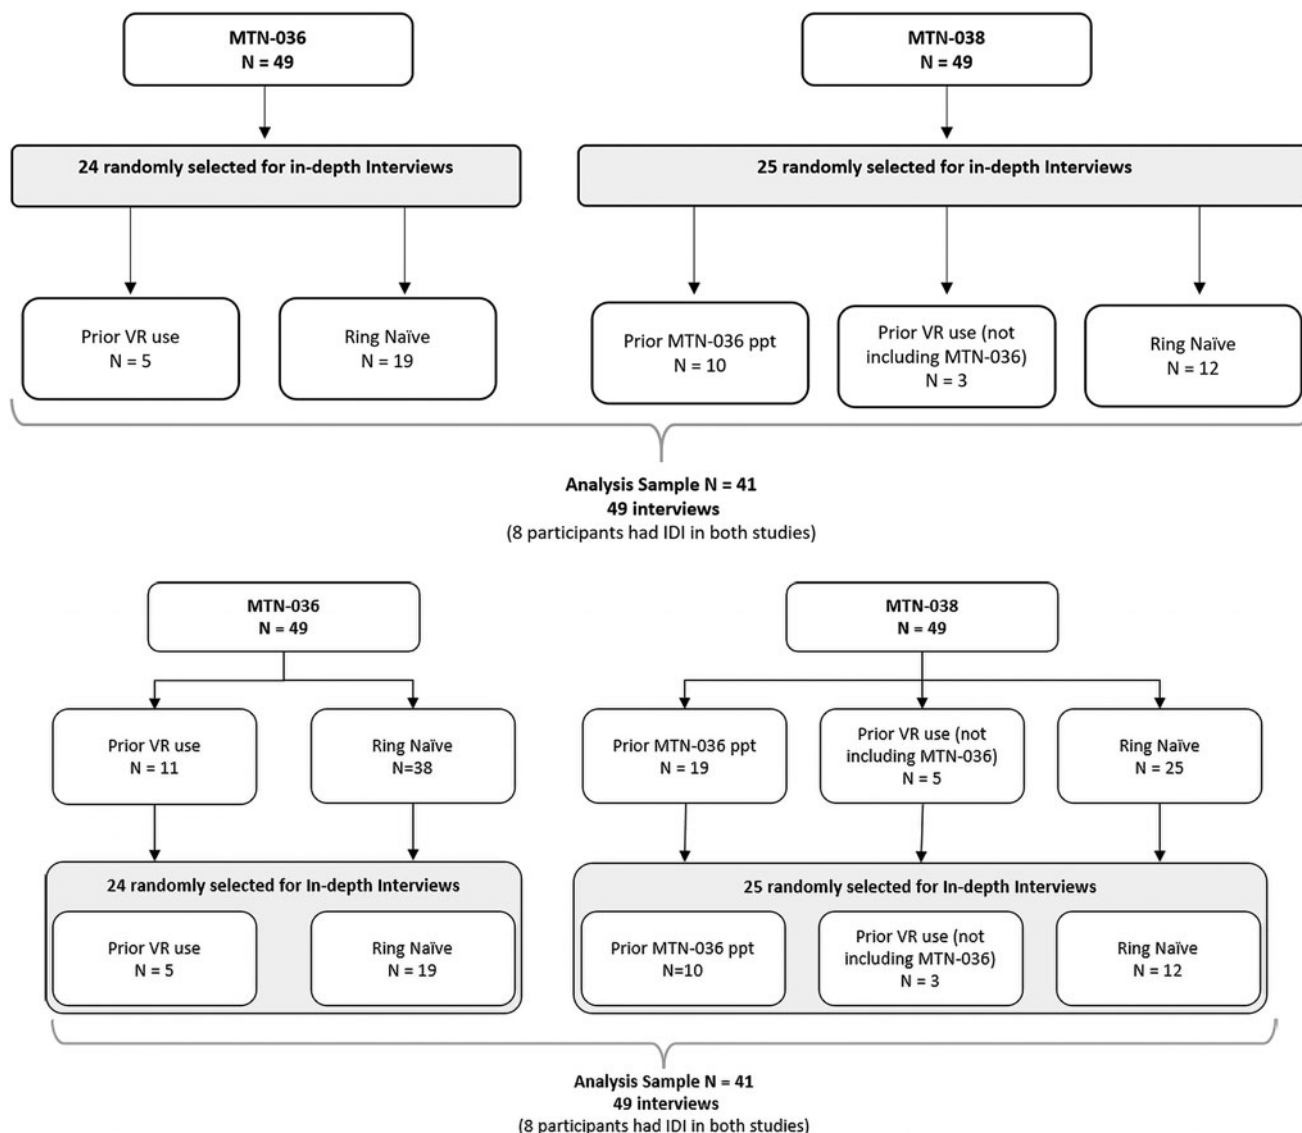 MTN-036
N = 49
MTN-038
N = 49
24 randomly selected for in-depth Interviews
25 randomly selected for in-depth Interviews
Prior VR use
N = 5
Ring Naïve
N = 19
Prior MTN-036 ppt
N = 10
Prior VR use (not
including MTN-036)
N = 3
Ring Naïve
N = 12
Analysis Sample N = 41
49 interviews
(8 participants had IDI in both studies)
MTN-036
N = 49
MTN-038
N = 49
Prior VR use
N = 11
Ring Naïve
N=38
Prior MTN-036 ppt
N = 19
Prior VR use (not
including MTN-036)
N = 5
Ring Naïve
N = 25
24 randomly selected for In-depth Interviews
25 randomly selected for In-depth Interviews
Prior VR use
N = 5
Ring Naïve
N = 19
Prior MTN-036 ppt
N=10
Prior VR use (not
including MTN-036)
N = 3
Ring Naïve
N = 12
Analysis Sample N = 41
49 interviews
(8 participants had IDI in both studies)